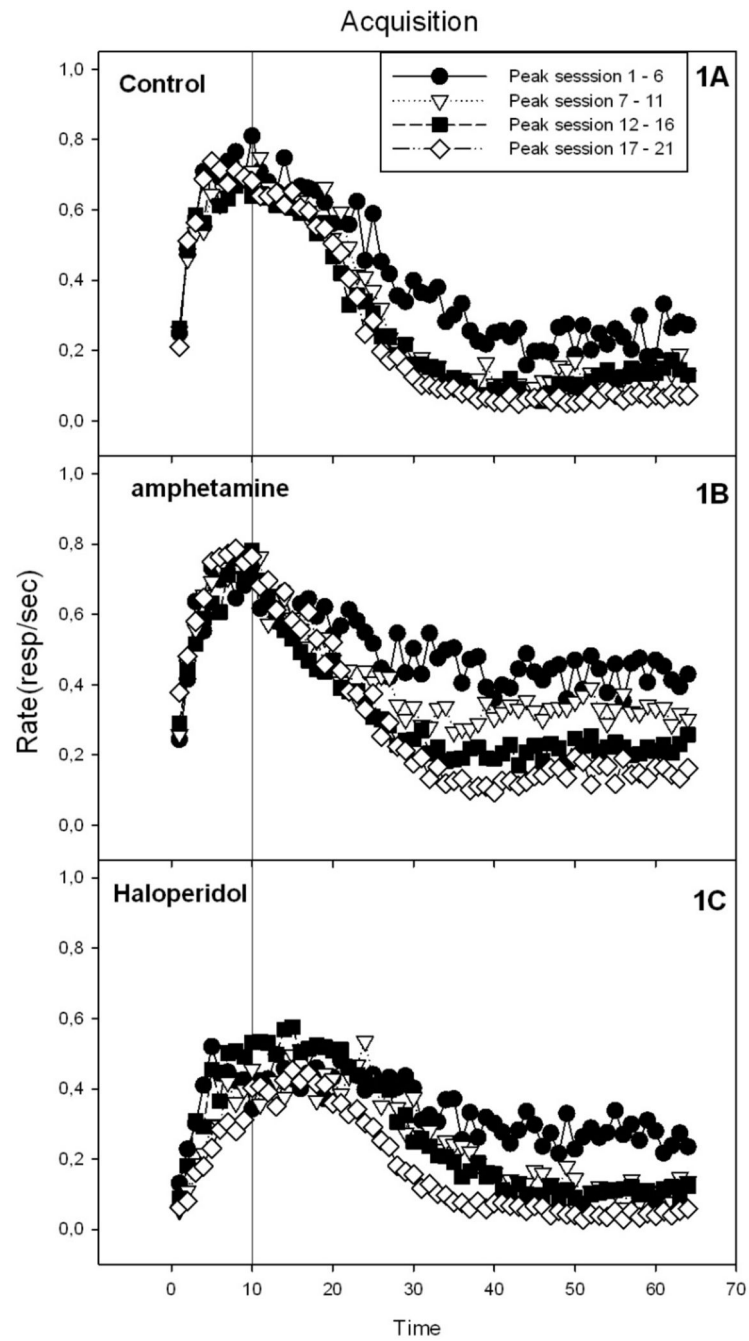 Acquisition
1,0
0,8
0,6
0,4
0,2
0,0
Control
1A
Peak sesssion 1 - 6
Peak session 7 - 11
Peak session 12 - 16
Peak session 17 - 21
1,0
0,8
0,6
0,4
0,2
0,0
amphetamine
1B
Rate(resp/sec)
1,0
0,8
0,6
0,4
0,2
0,0
Haloperidol
1C
0 10 20 30 40 50 60 70
Time